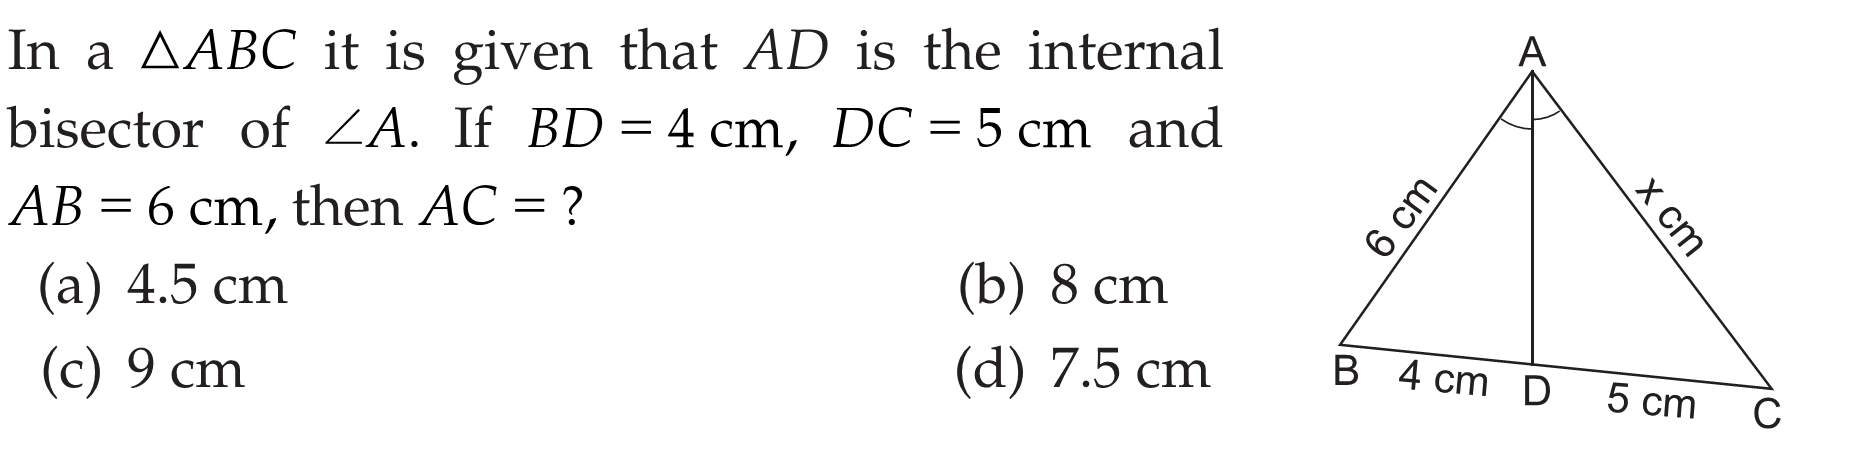 In a △ABC it is given that AD is the internal
bisector of ∠A. If BD = 4 cm, DC = 5 cm and
AB = 6 cm, then AC = ?
(a) 4.5 cm (b) 8 cm
(c) 9 cm (d) 7.5 cm
A
6 cm
x cm
B 4 cm D 5 cm C